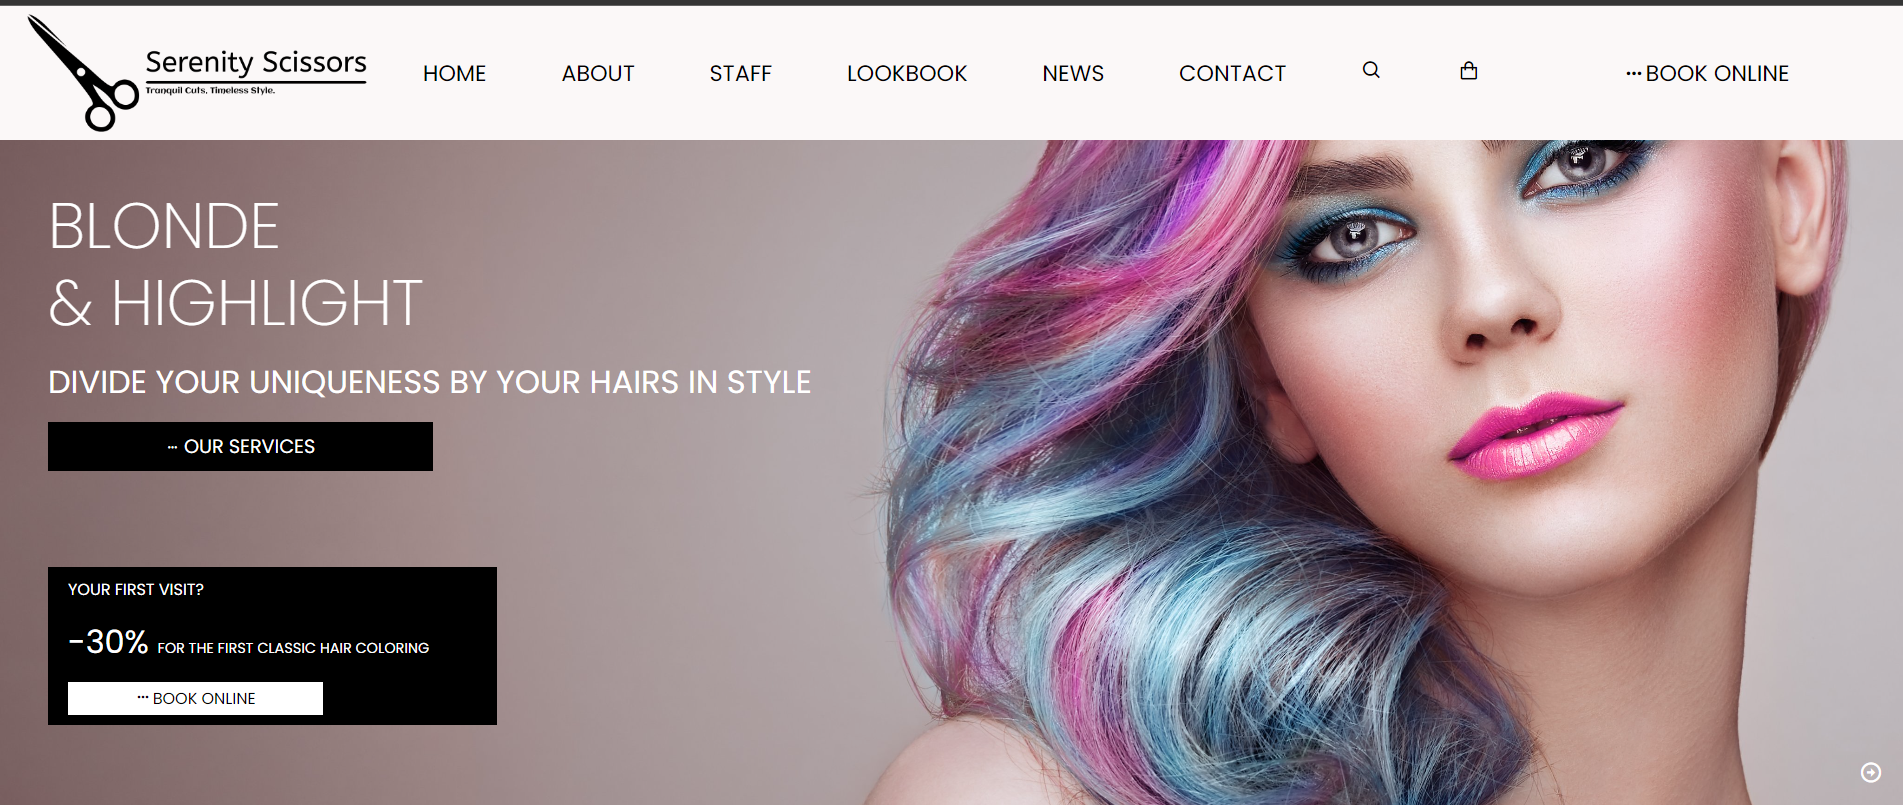 Serenity Scissors
Tranquil Cuts. Timeless Style.
HOME ABOUT STAFF LOOKBOOK NEWS CONTACT ··· BOOK ONLINE
BLONDE
& HIGHLIGHT
DIVIDE YOUR UNIQUENESS BY YOUR HAIRS IN STYLE
··· OUR SERVICES
YOUR FIRST VISIT?
-30% FOR THE FIRST CLASSIC HAIR COLORING
··· BOOK ONLINE